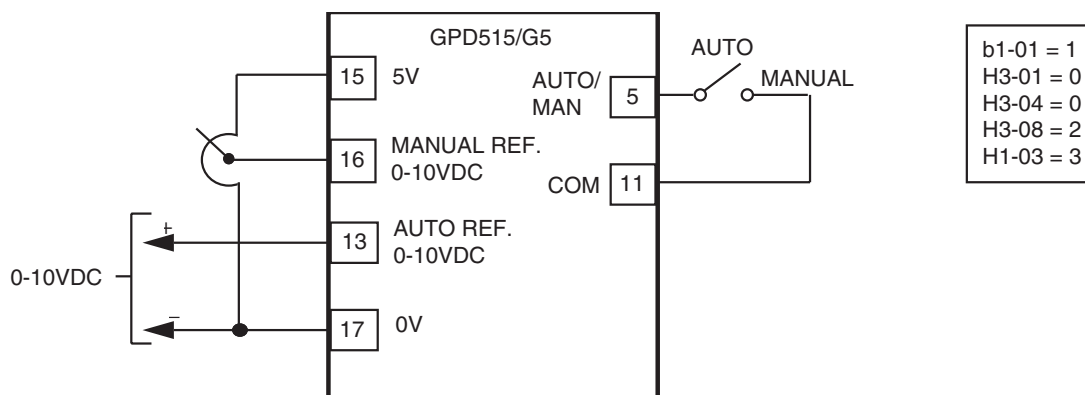 GPD515/G5
15 5V
16 MANUAL REF.
0-10VDC
13 AUTO REF.
0-10VDC
17 0V
0-10VDC
+
–
AUTO/
MAN
5
COM 11
AUTO
MANUAL
b1-01 = 1
H3-01 = 0
H3-04 = 0
H3-08 = 2
H1-03 = 3